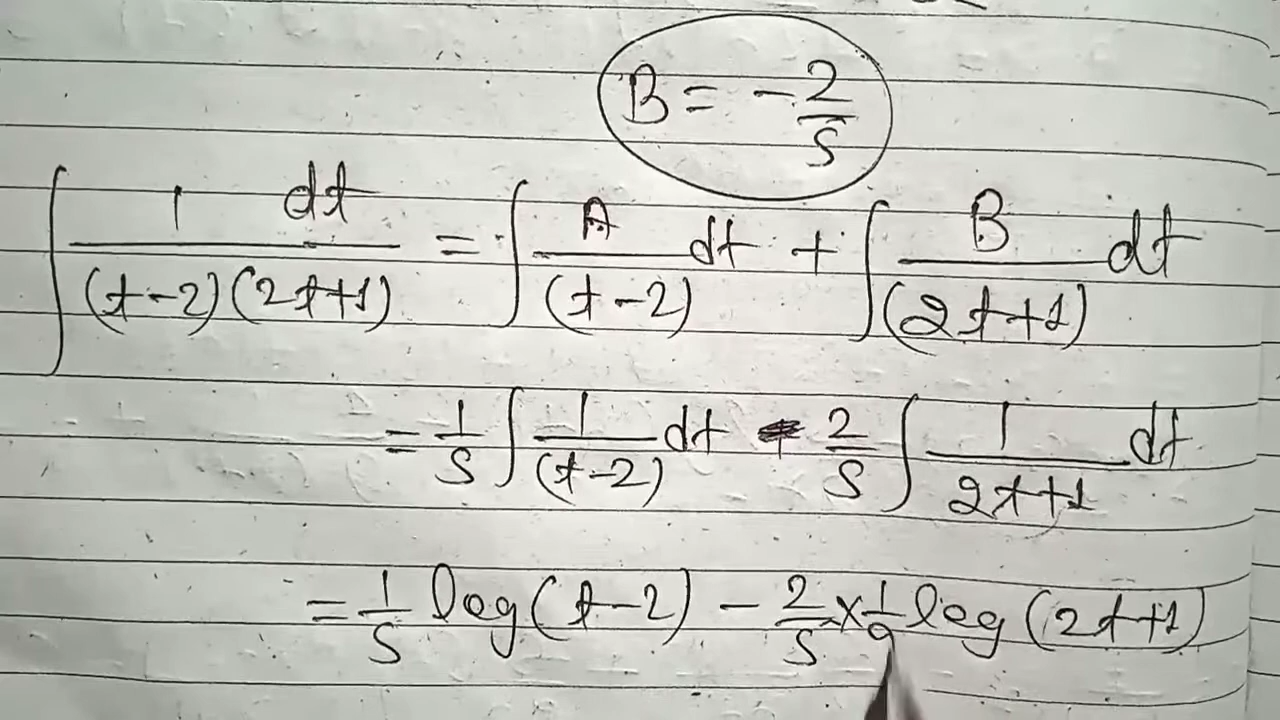 B = -2/5
∫ 1 dt / (t-2)(2t+1) = ∫ A/(t-2) dt + ∫ B/(2t+1) dt
= 1/5 ∫ 1/(t-2) dt - 2/5 ∫ 1/2t+1 dt
= 1/5 log(t-2) - 2/5 × 1/2 log(2t+1)